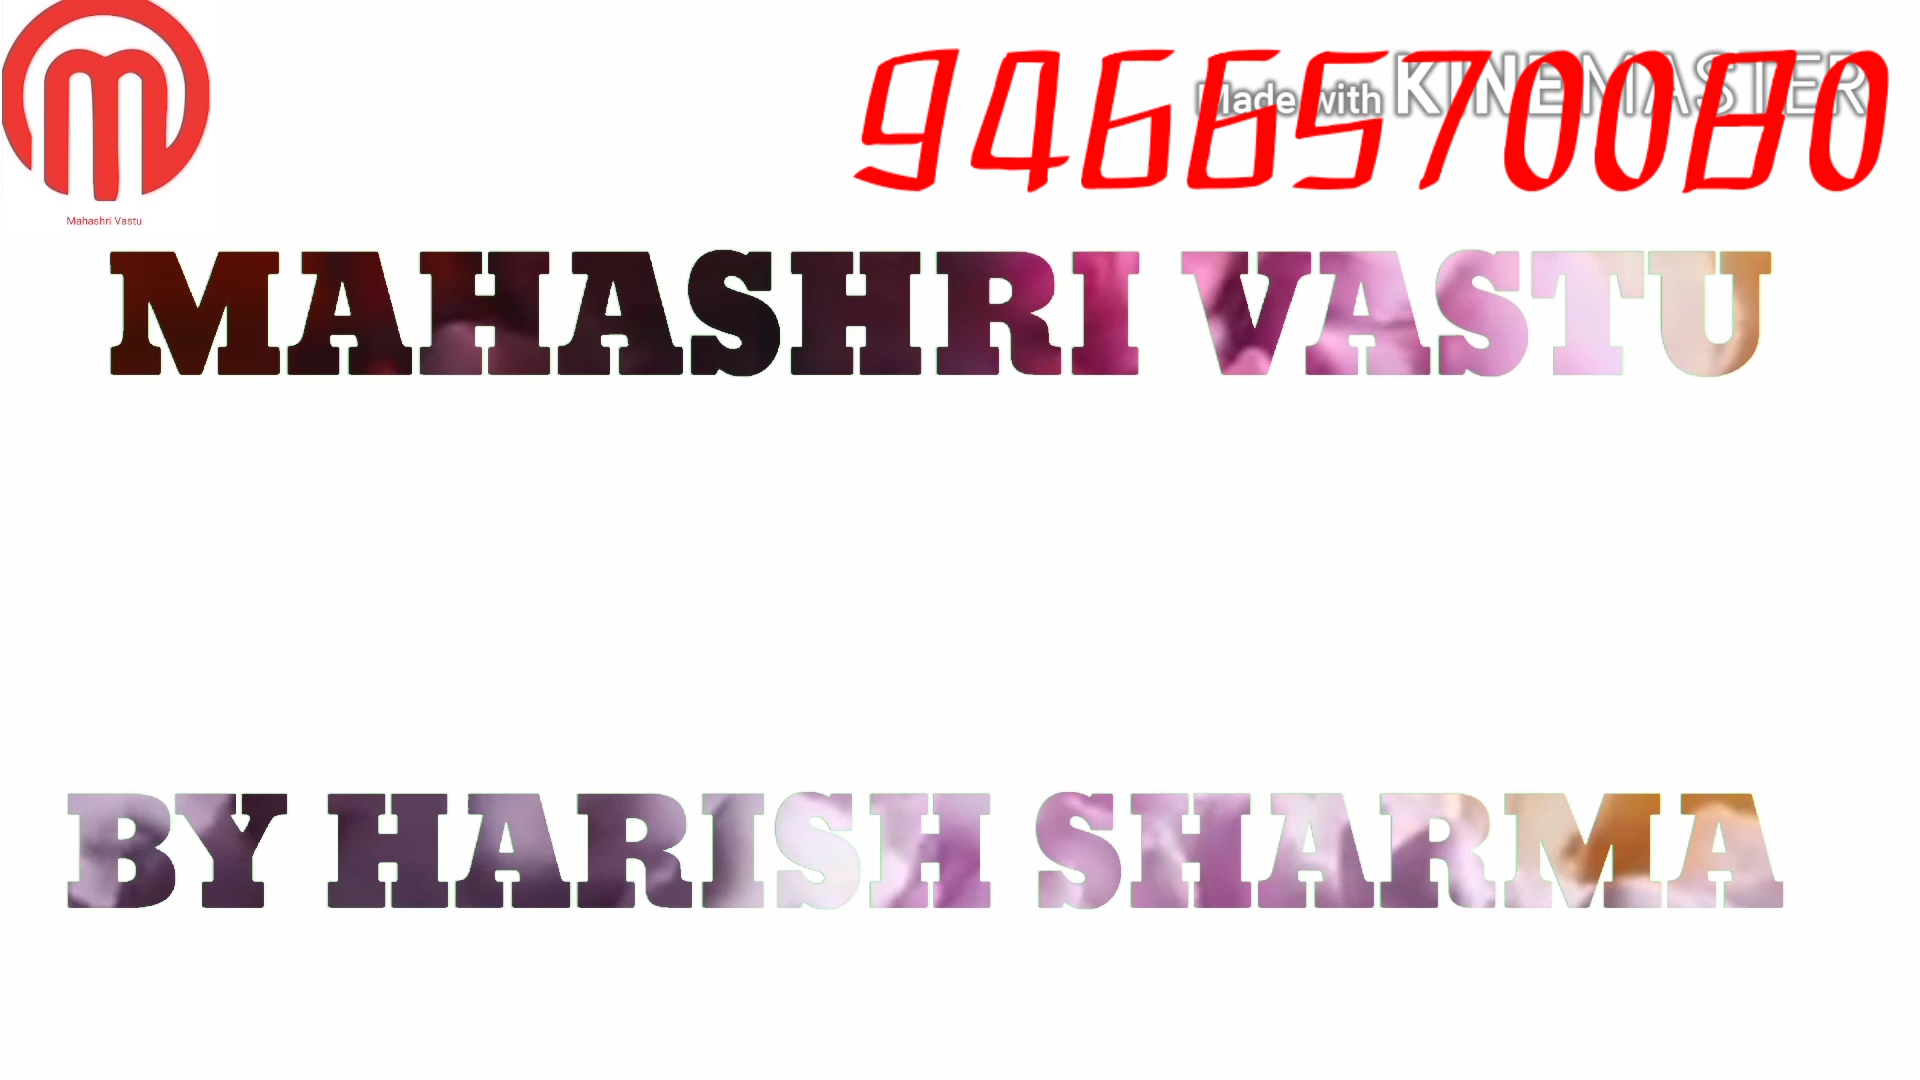 9466570080
Made with KINEMASTER
Mahashri Vastu
MAHASHRI VASTU
BY HARISH SHARMA